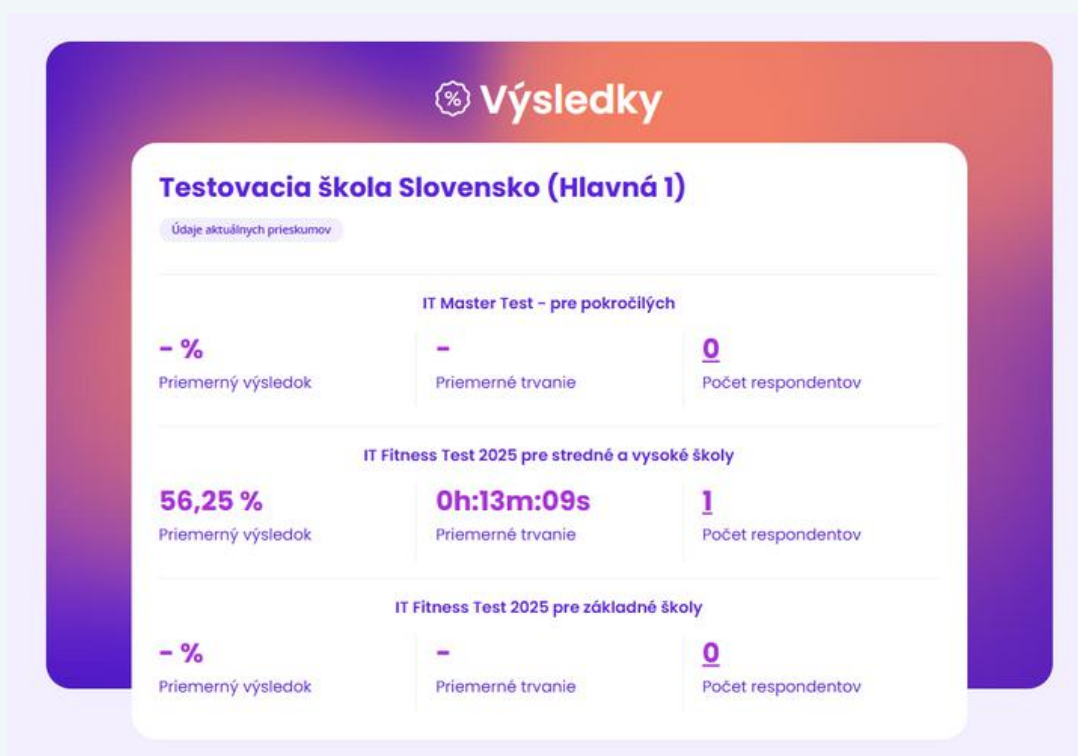 % Výsledky
Testovacia škola Slovensko (Hlavná 1)
Údaje aktuálnych prieskumov
IT Master Test - pre pokročilých
- % - 0
Priemerný výsledok Priemerné trvanie Počet respondentov
IT Fitness Test 2025 pre stredné a vysoké školy
56,25 % 0h:13m:09s 1
Priemerný výsledok Priemerné trvanie Počet respondentov
IT Fitness Test 2025 pre základné školy
- % - 0
Priemerný výsledok Priemerné trvanie Počet respondentov